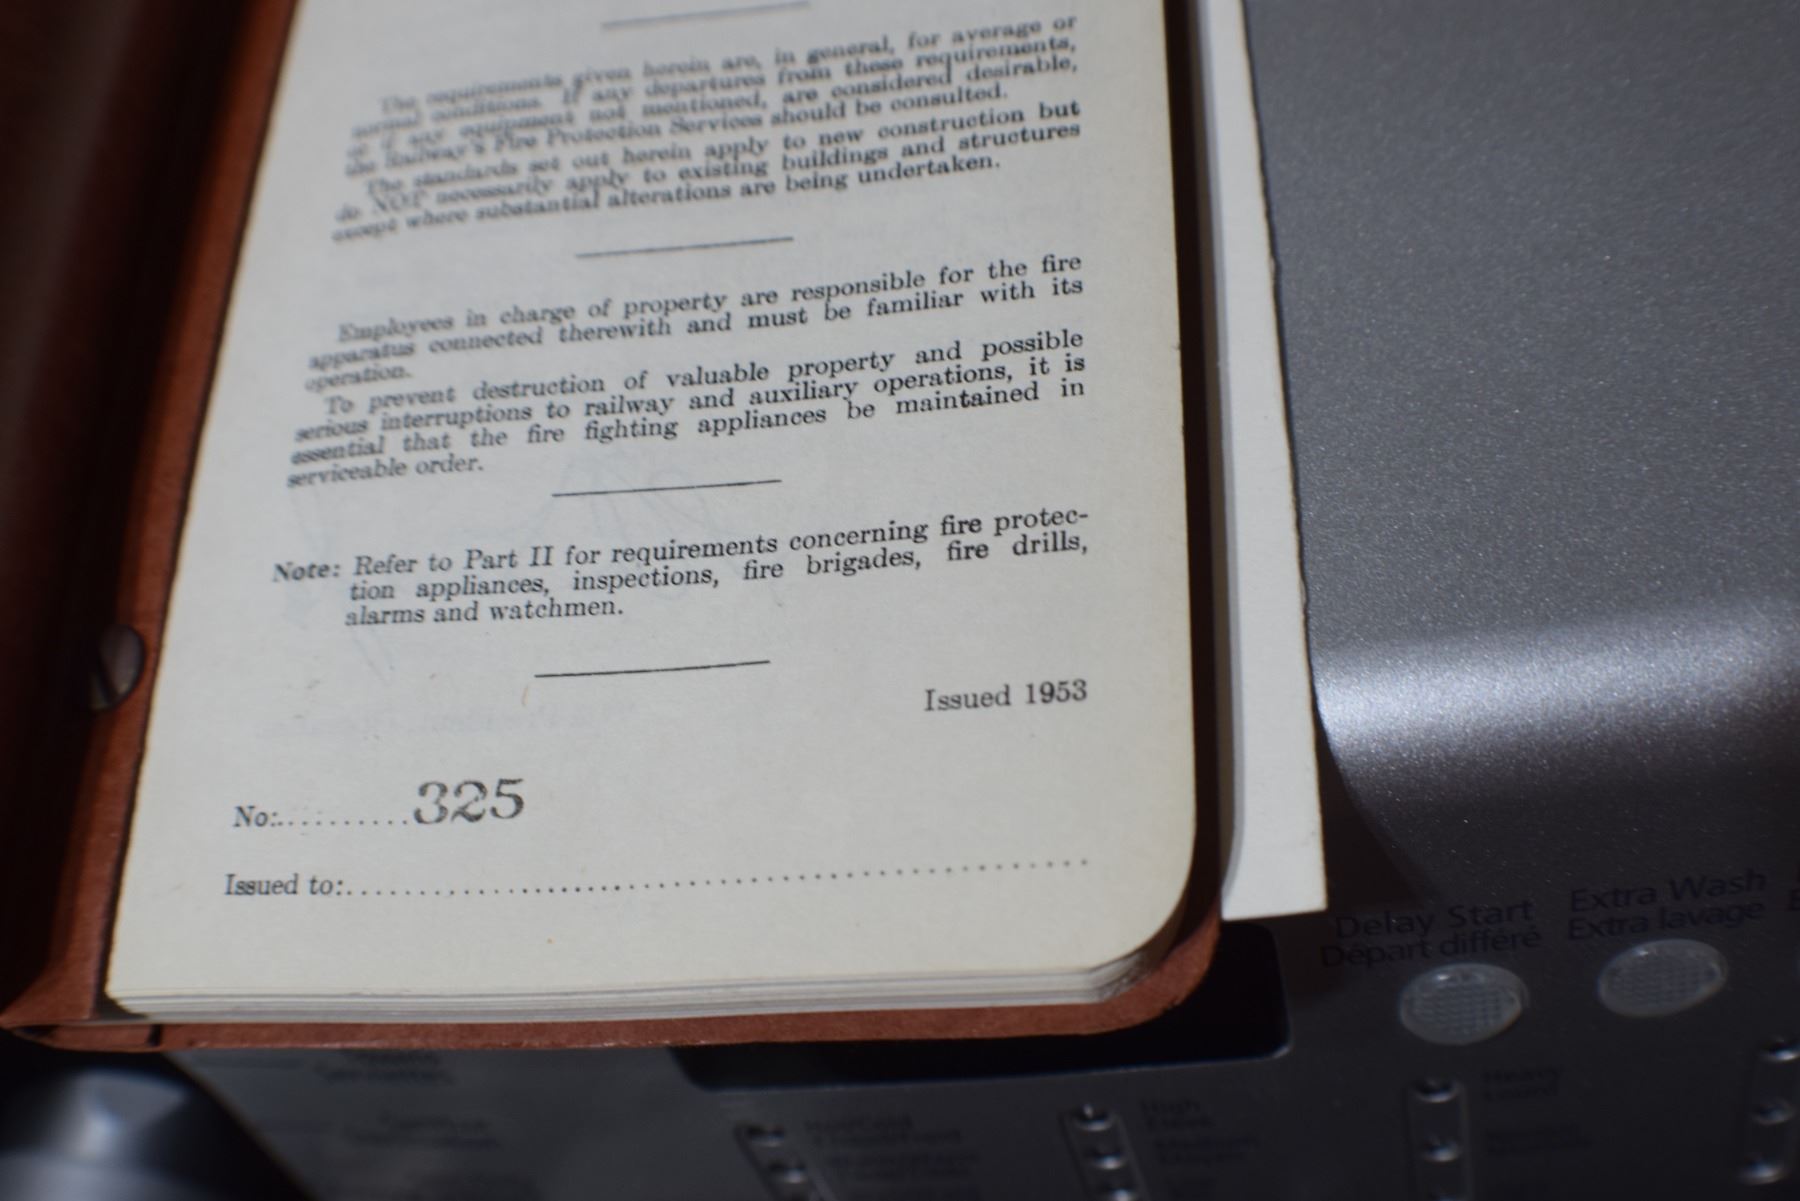 The requirements given herein are, in general, for average or
normal conditions. If any departures from these requirements,
or if any equipment not mentioned, are considered desirable,
the Railway's Fire Protection Services should be consulted.
The standards set out herein apply to new construction but
do NOT necessarily apply to existing buildings and structures
except where substantial alterations are being undertaken.
Employees in charge of property are responsible for the fire
apparatus connected therewith and must be familiar with its
operation.
To prevent destruction of valuable property and possible
serious interruptions to railway and auxiliary operations, it is
essential that the fire fighting appliances be maintained in
serviceable order.
Note: Refer to Part II for requirements concerning fire protec-
tion appliances, inspections, fire brigades, fire drills,
alarms and watchmen.
Issued 1953
No:..........325
Issued to:..........................................
Delay Start
Départ différé
Extra Wash
Extra lavage
Heavy
High